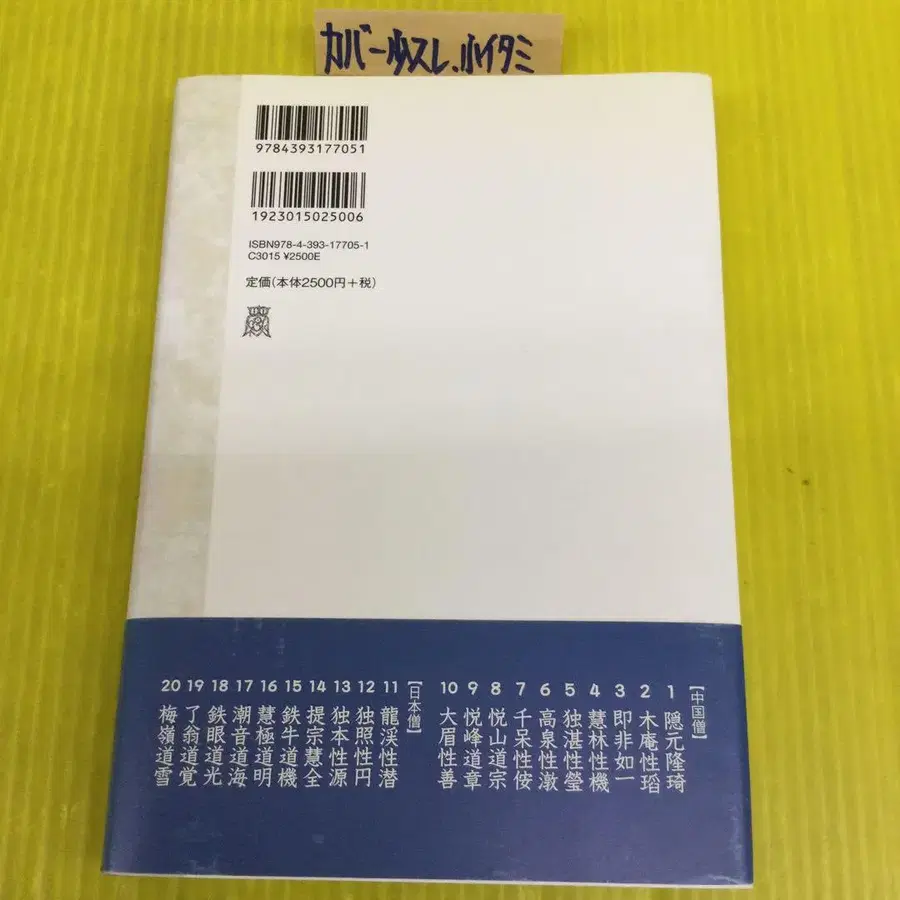 カバー少スレ、小イタミ
9784393177051
1923015025006
ISBN978-4-393-17705-1
C3015 ¥2500E
定価(本体2500円+税)
【中国僧】
1 隠元隆琦
2 木庵性瑫
3 即非如一
4 慧林性機
5 独湛性瑩
6 高泉性潡
7 千呆性侒
8 悦山道宗
9 悦峰道章
10 大眉性善
【日本僧】
11 龍渓性潜
12 独照性円
13 独本性源
14 提宗慧全
15 鉄牛道機
16 慧極道明
17 潮音道海
18 鉄眼道光
19 了翁道覚
20 梅嶺道雪